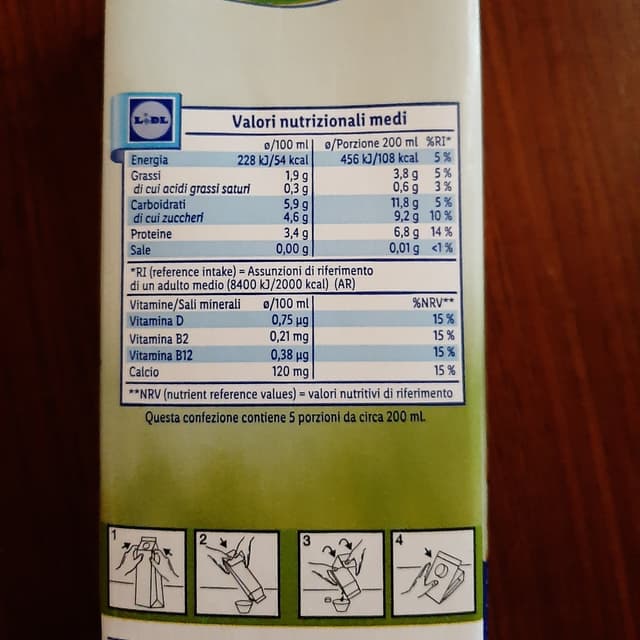 LIDL
Valori nutrizionali medi
ø/100 ml ø/Porzione 200 ml %RI*
Energia 228 kJ/54 kcal 456 kJ/108 kcal 5 %
Grassi 1,9 g 3,8 g 5 %
di cui acidi grassi saturi 0,3 g 0,6 g 3 %
Carboidrati 5,9 g 11,8 g 5 %
di cui zuccheri 4,6 g 9,2 g 10 %
Proteine 3,4 g 6,8 g 14 %
Sale 0,00 g 0,01 g <1 %
*RI (reference intake) = Assunzioni di riferimento
di un adulto medio (8400 kJ/2000 kcal) (AR)
Vitamine/Sali minerali ø/100 ml %NRV**
Vitamina D 0,75 µg 15 %
Vitamina B2 0,21 mg 15 %
Vitamina B12 0,38 µg 15 %
Calcio 120 mg 15 %
**NRV (nutrient reference values) = valori nutritivi di riferimento
Questa confezione contiene 5 porzioni da circa 200 ml.
1 2 3 4